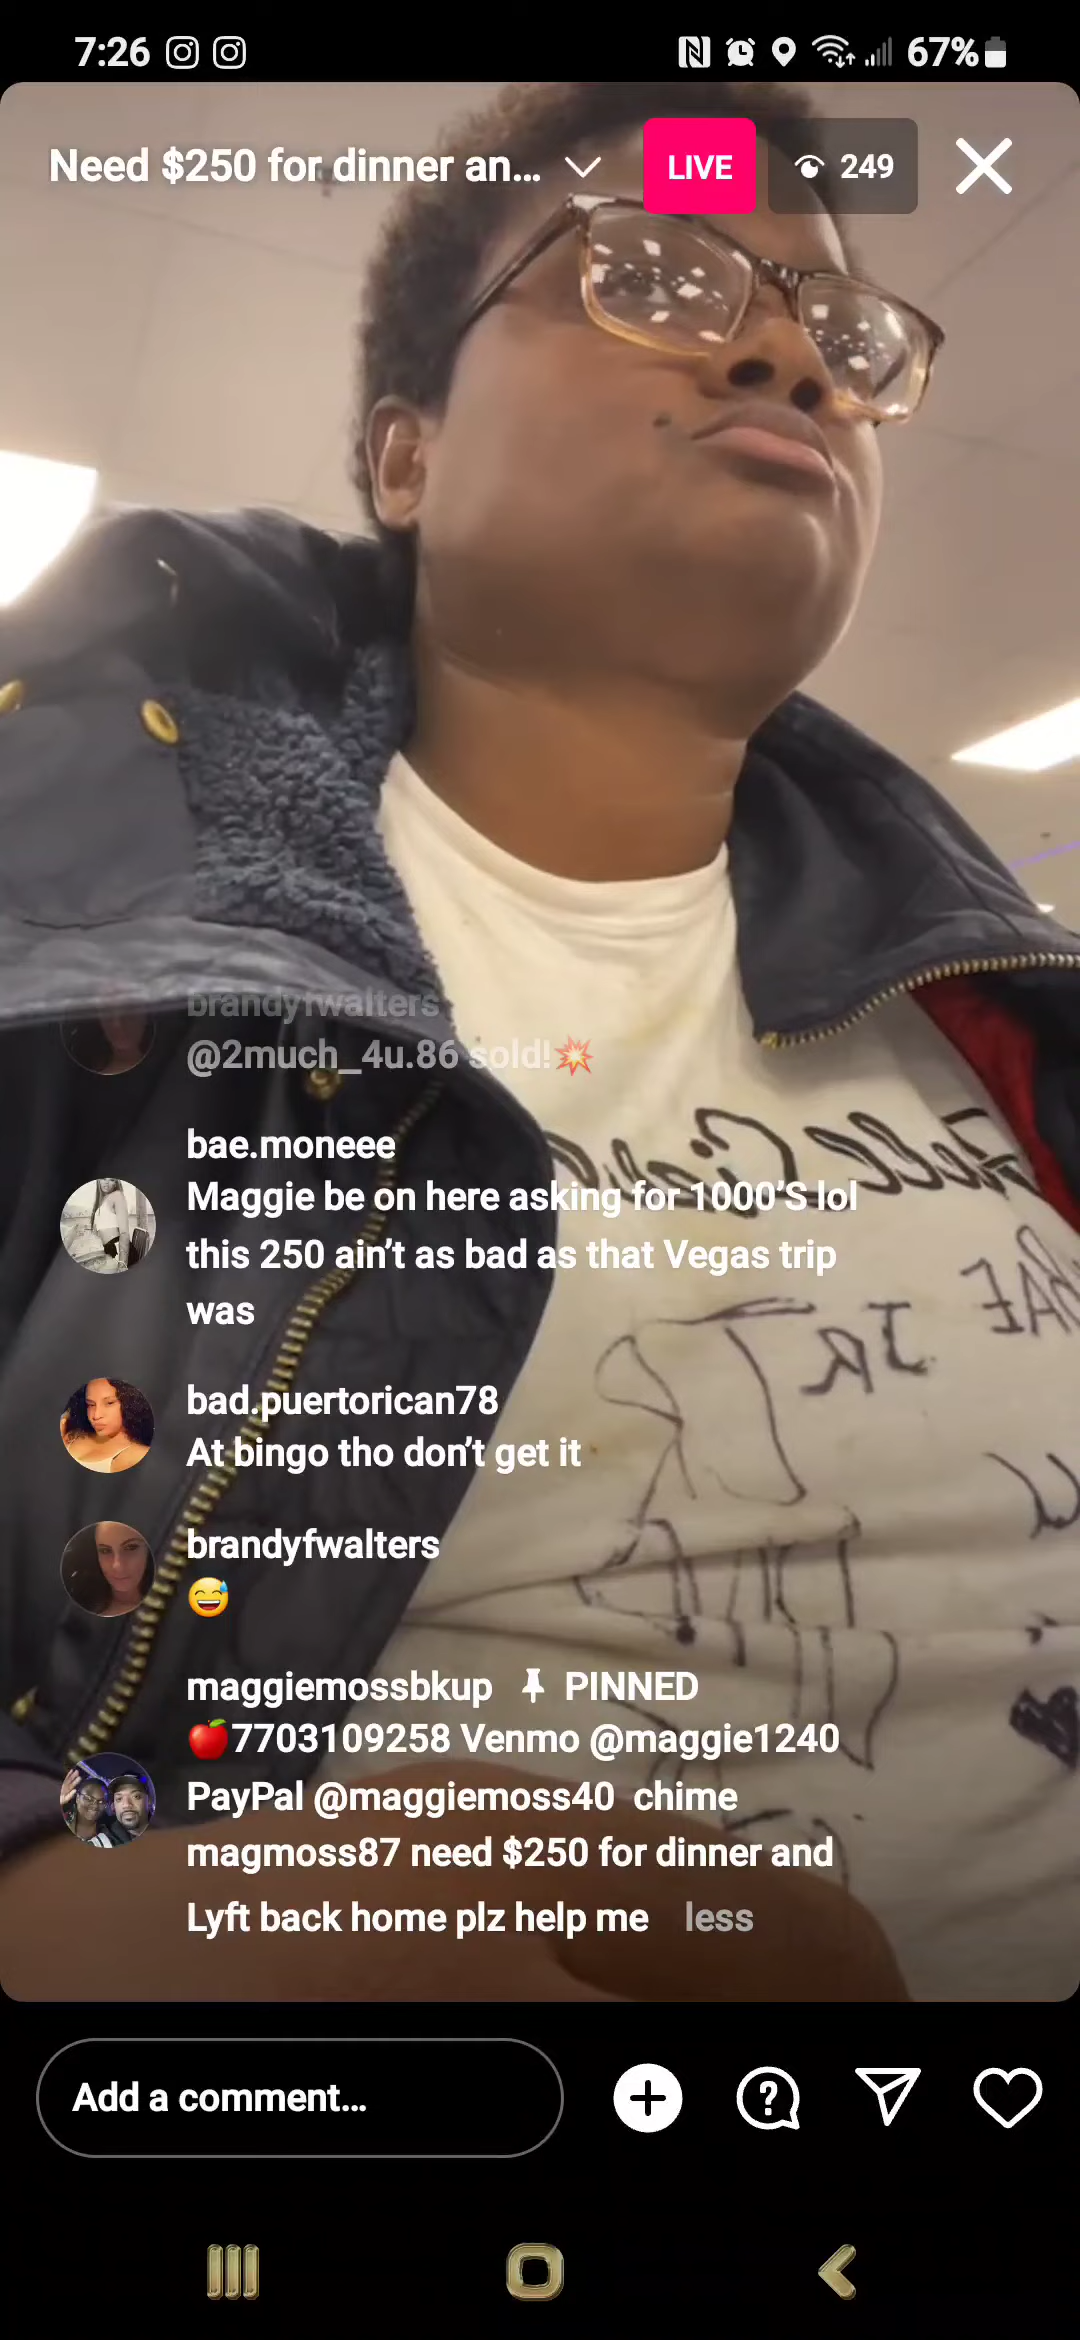 7:26
67%
Need $250 for dinner an...
LIVE
249
brandyfwalters
@2much_4u.86 sold!💥
bae.moneee
Maggie be on here asking for 1000'S lol
this 250 ain't as bad as that Vegas trip
was
bad.puertorican78
At bingo tho don't get it
brandyfwalters
😅
maggiemossbkup 📌 PINNED
🍎7703109258 Venmo @maggie1240
PayPal @maggiemoss40 chime
magmoss87 need $250 for dinner and
Lyft back home plz help me less
JR
Add a comment...